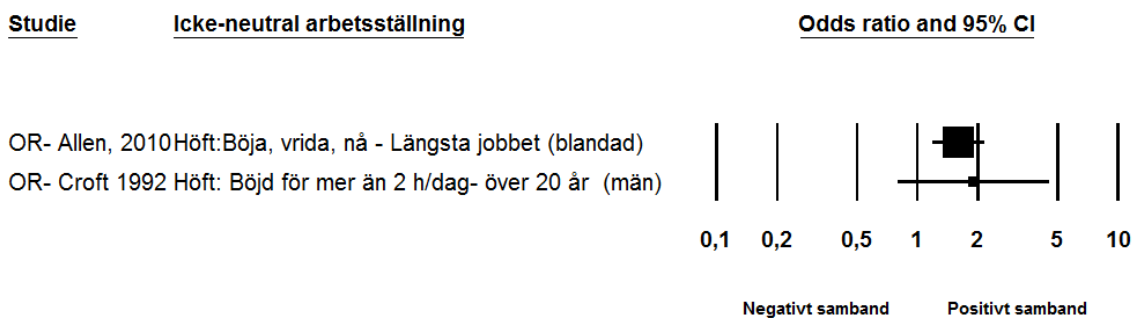 Studie Icke-neutral arbetsställning Odds ratio and 95% CI
OR- Allen, 2010 Höft:Böja, vrida, nå - Längsta jobbet (blandad)
OR- Croft 1992 Höft: Böjd för mer än 2 h/dag- över 20 år (män)
0,1 0,2 0,5 1 2 5 10
Negativt samband Positivt samband